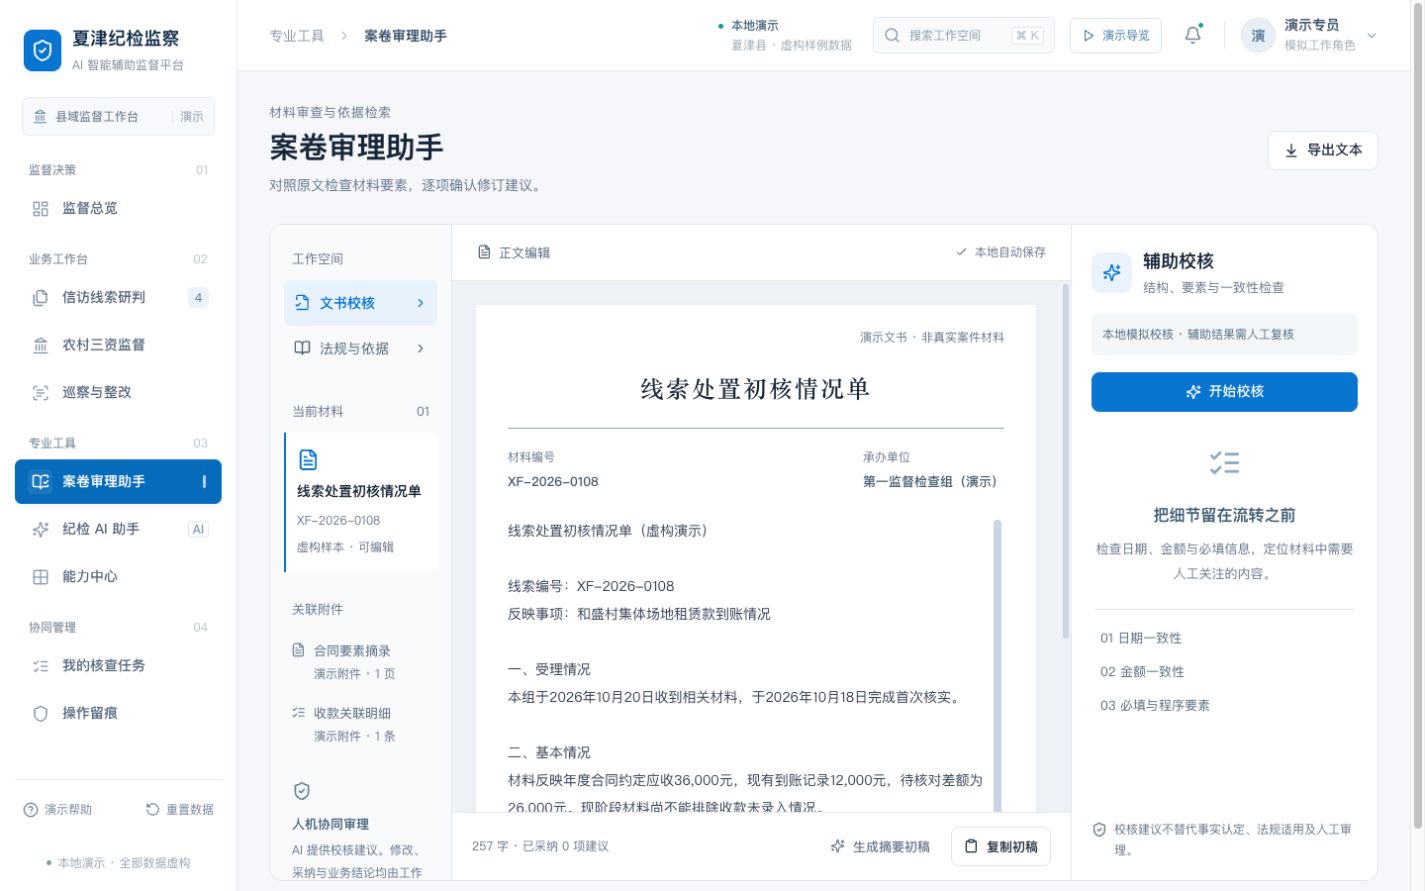 夏津纪检监察
AI 智能辅助监督平台
县域监督工作台 演示
监督决策 01
监督总览
业务工作台 02
信访线索研判 4
农村三资监督
巡察与整改
专业工具 03
案卷审理助手
纪检 AI 助手 AI
能力中心
协同管理 04
我的核查任务
操作留痕
演示帮助 重置数据
本地演示 · 全部数据虚构
专业工具 > 案卷审理助手
本地演示
夏津县 · 虚构样例数据
搜索工作空间 ⌘ K
演示导览
演
演示专员
模拟工作角色
材料审查与依据检索
案卷审理助手
对照原文检查材料要素，逐项确认修订建议。
导出文本
工作空间
文书校核
法规与依据
当前材料 01
线索处置初核情况单
XF-2026-0108
虚构样本 · 可编辑
关联附件
合同要素摘录
演示附件 · 1 页
收款关联明细
演示附件 · 1 条
人机协同审理
AI 提供校核建议。修改、
采纳与业务结论均由工作
正文编辑 本地自动保存
演示文书 · 非真实案件材料
线索处置初核情况单
材料编号 承办单位
XF-2026-0108 第一监督检查组（演示）
线索处置初核情况单（虚构演示）
线索编号：XF-2026-0108
反映事项：和盛村集体场地租赁款到账情况
一、受理情况
本组于2026年10月20日收到相关材料，于2026年10月18日完成首次核实。
二、基本情况
材料反映年度合同约定应收36,000元，现有到账记录12,000元，待核对差额为
26,000元，现阶段材料尚不能排除收款未录入情况。
257 字 · 已采纳 0 项建议
生成摘要初稿
复制初稿
辅助校核
结构、要素与一致性检查
本地模拟校核 · 辅助结果需人工复核
开始校核
把细节留在流转之前
检查日期、金额与必填信息，定位材料中需要
人工关注的内容。
01 日期一致性
02 金额一致性
03 必填与程序要素
校核建议不替代事实认定、法规适用及人工审
理。